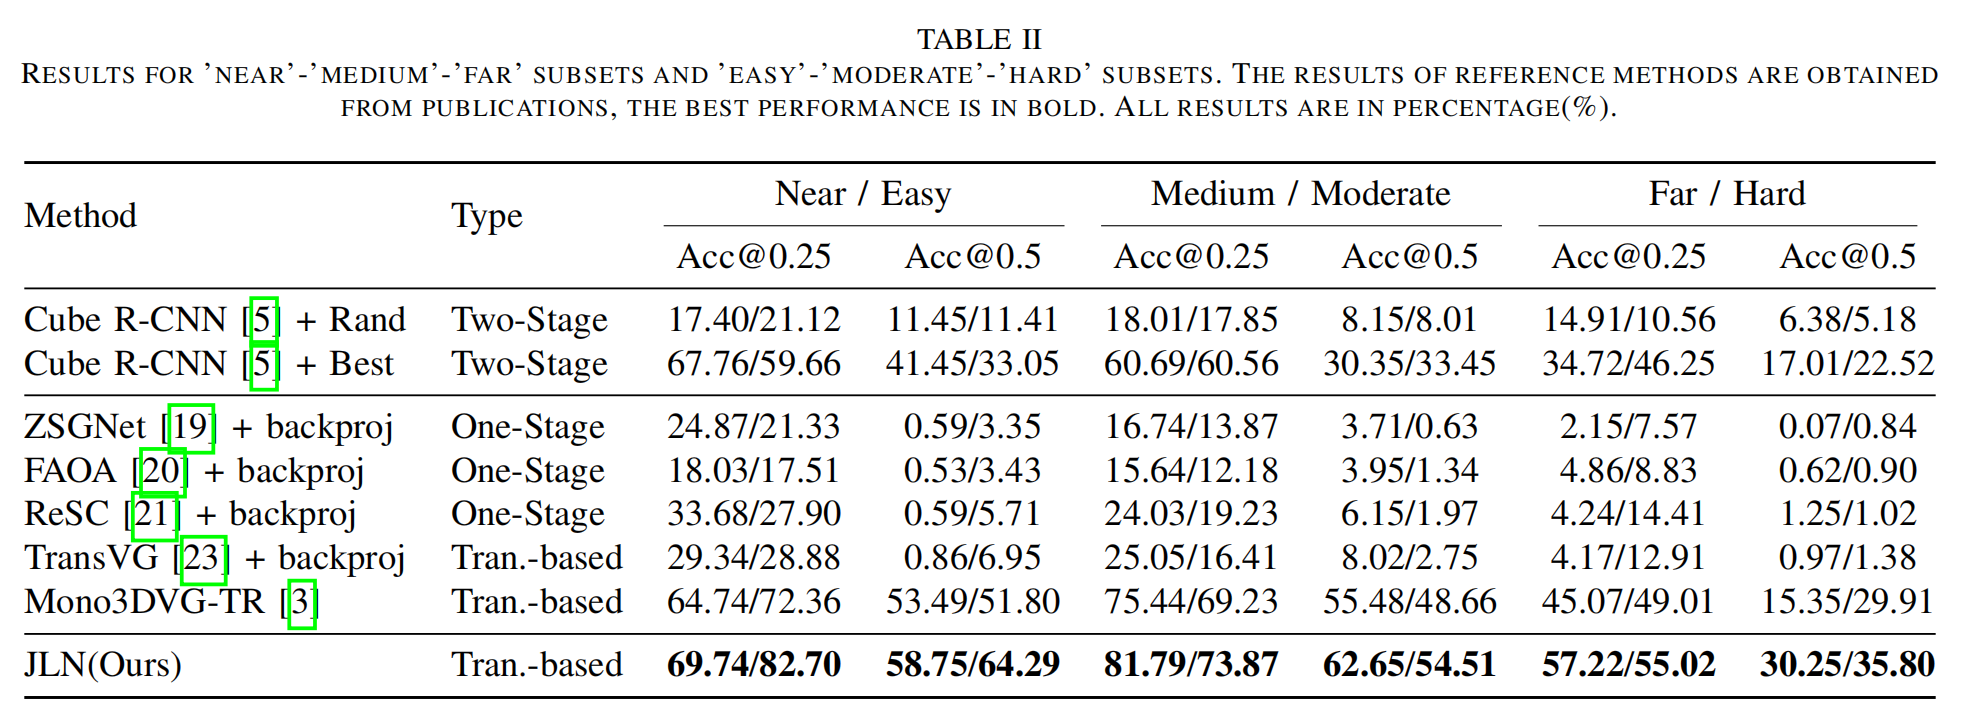 TABLE II
RESULTS FOR 'NEAR'-'MEDIUM'-'FAR' SUBSETS AND 'EASY'-'MODERATE'-'HARD' SUBSETS. THE RESULTS OF REFERENCE METHODS ARE OBTAINED
FROM PUBLICATIONS, THE BEST PERFORMANCE IS IN BOLD. ALL RESULTS ARE IN PERCENTAGE(%).
Method Type Near / Easy Medium / Moderate Far / Hard
Acc@0.25 Acc@0.5 Acc@0.25 Acc@0.5 Acc@0.25 Acc@0.5
Cube R-CNN [5] + Rand Two-Stage 17.40/21.12 11.45/11.41 18.01/17.85 8.15/8.01 14.91/10.56 6.38/5.18
Cube R-CNN [5] + Best Two-Stage 67.76/59.66 41.45/33.05 60.69/60.56 30.35/33.45 34.72/46.25 17.01/22.52
ZSGNet [19] + backproj One-Stage 24.87/21.33 0.59/3.35 16.74/13.87 3.71/0.63 2.15/7.57 0.07/0.84
FAOA [20] + backproj One-Stage 18.03/17.51 0.53/3.43 15.64/12.18 3.95/1.34 4.86/8.83 0.62/0.90
ReSC [21] + backproj One-Stage 33.68/27.90 0.59/5.71 24.03/19.23 6.15/1.97 4.24/14.41 1.25/1.02
TransVG [23] + backproj Tran.-based 29.34/28.88 0.86/6.95 25.05/16.41 8.02/2.75 4.17/12.91 0.97/1.38
Mono3DVG-TR [3] Tran.-based 64.74/72.36 53.49/51.80 75.44/69.23 55.48/48.66 45.07/49.01 15.35/29.91
JLN(Ours) Tran.-based 69.74/82.70 58.75/64.29 81.79/73.87 62.65/54.51 57.22/55.02 30.25/35.80